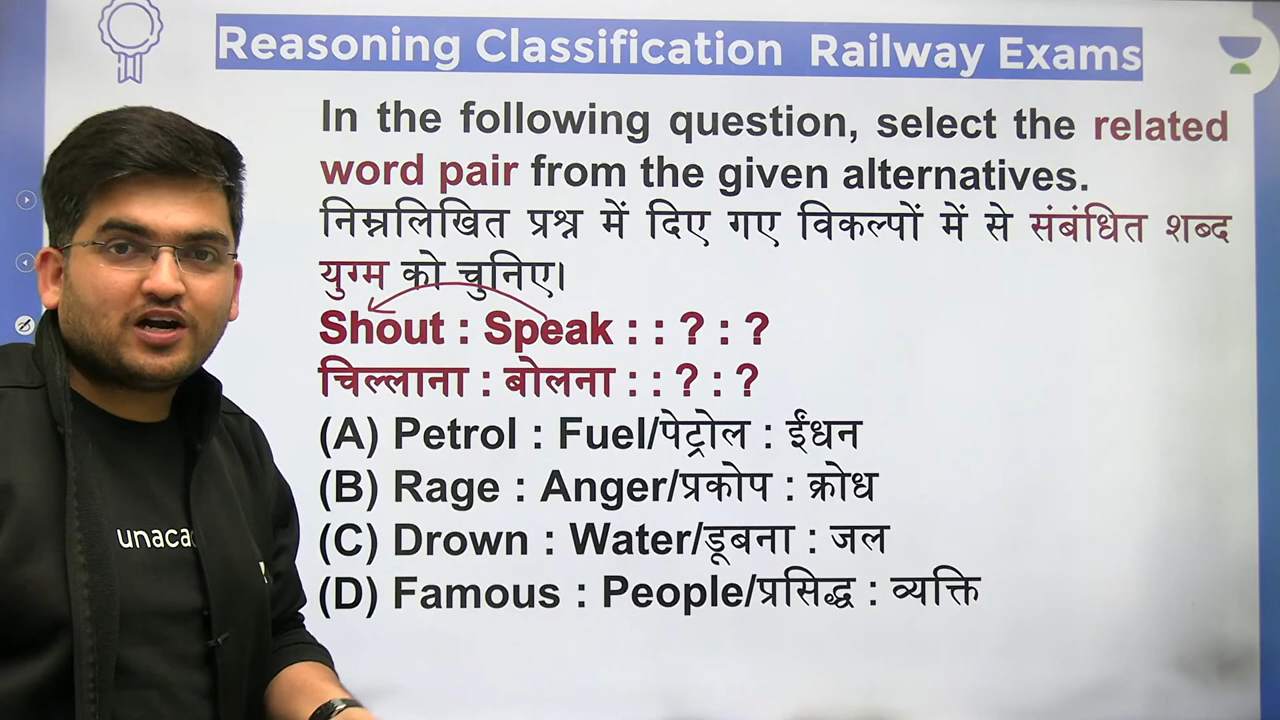 Reasoning Classification Railway Exams
In the following question, select the related
word pair from the given alternatives.
निम्नलिखित प्रश्न में दिए गए विकल्पों में से संबंधित शब्द
युग्म को चुनिए।
Shout : Speak : : ? : ?
चिल्लाना : बोलना : : ? : ?
(A) Petrol : Fuel/पेट्रोल : ईंधन
(B) Rage : Anger/प्रकोप : क्रोध
(C) Drown : Water/डूबना : जल
(D) Famous : People/प्रसिद्ध : व्यक्ति
unaca